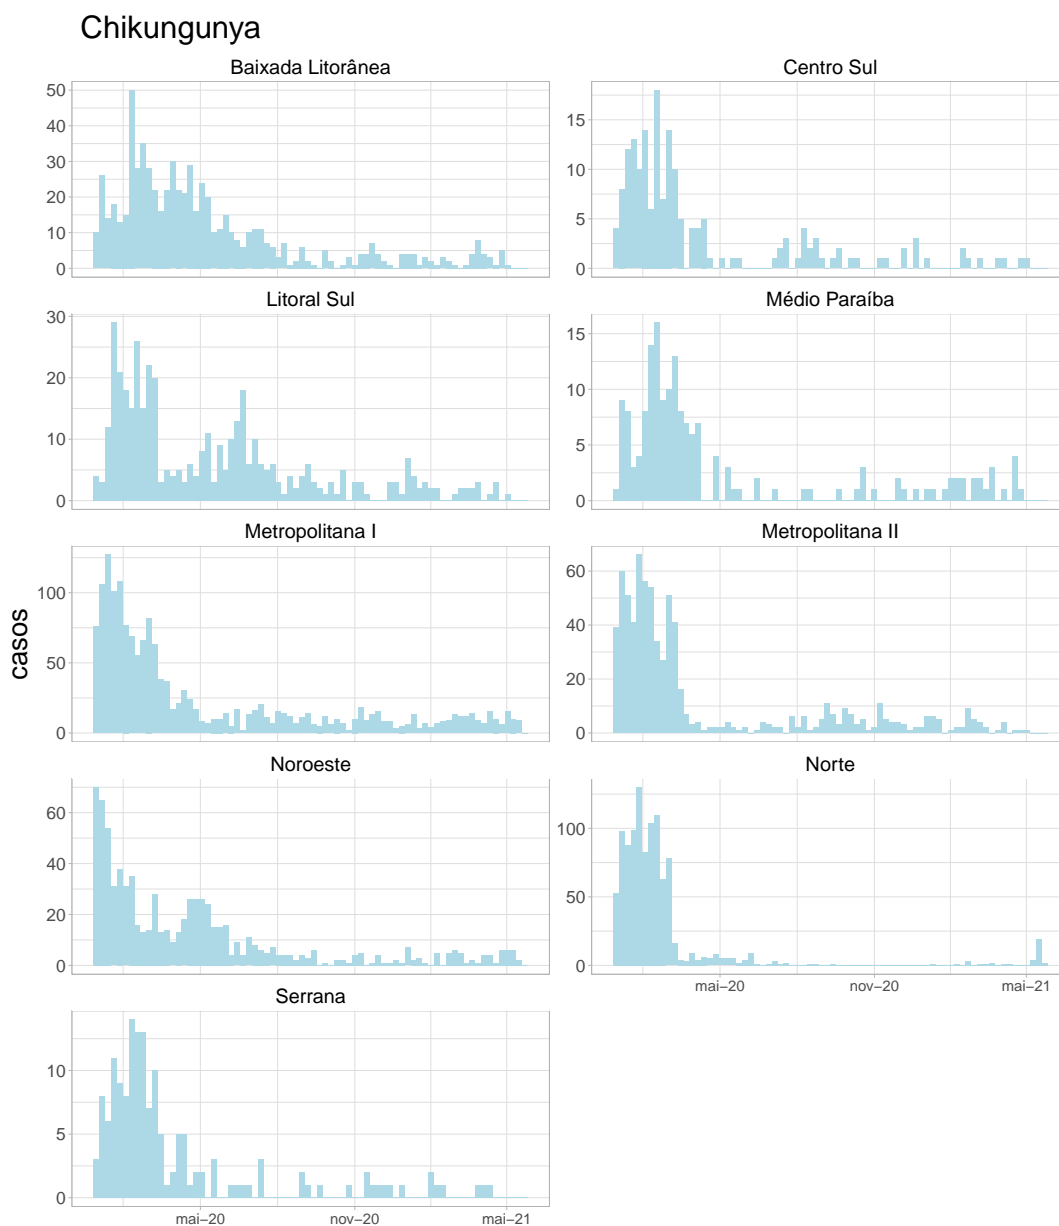 Chikungunya
Baixada Litorânea
50
40
30
20
10
0
Centro Sul
15
10
5
0
Litoral Sul
30
20
10
0
Médio Paraíba
15
10
5
0
casos
Metropolitana I
100
50
0
Metropolitana II
60
40
20
0
Noroeste
60
40
20
0
Norte
100
50
0
mai–20 nov–20 mai–21
Serrana
10
5
0
mai–20 nov–20 mai–21